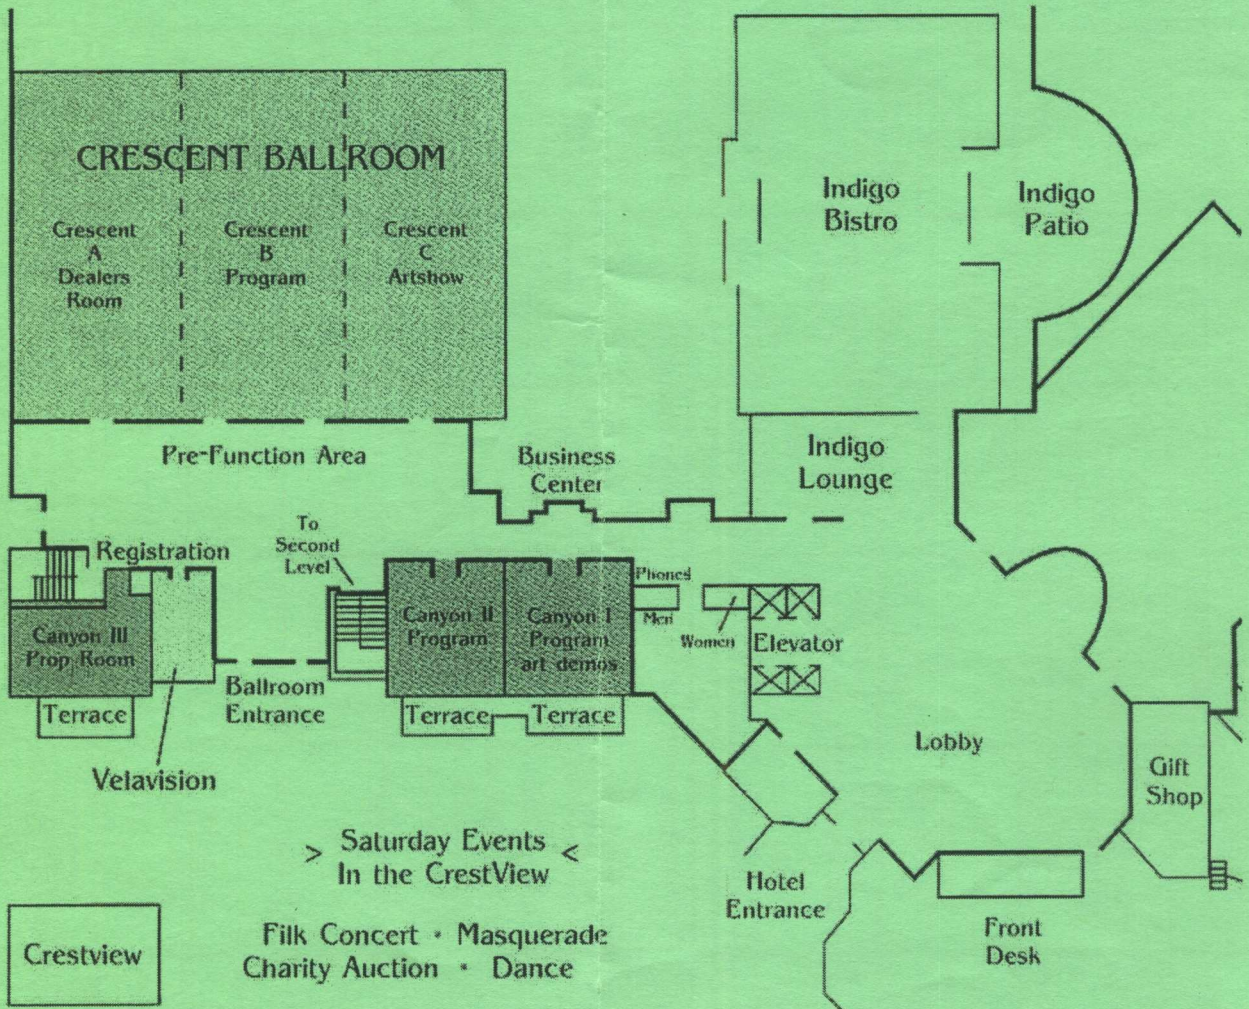 CRESCENT BALLROOM
Crescent
A
Dealers
Room
Crescent
B
Program
Crescent
C
Artshow
Indigo
Bistro
Indigo
Patio
Pre-Function Area
Business
Center
Indigo
Lounge
To
Second
Level
Registration
Canyon III
Prop Room
Canyon II
Program
Canyon I
Program
art demos
Phones
Men
Women
Elevator
Ballroom
Entrance
Terrace
Terrace
Terrace
Velavision
Lobby
Gift
Shop
> Saturday Events <
In the CrestView
Filk Concert • Masquerade
Charity Auction • Dance
Crestview
Hotel
Entrance
Front
Desk